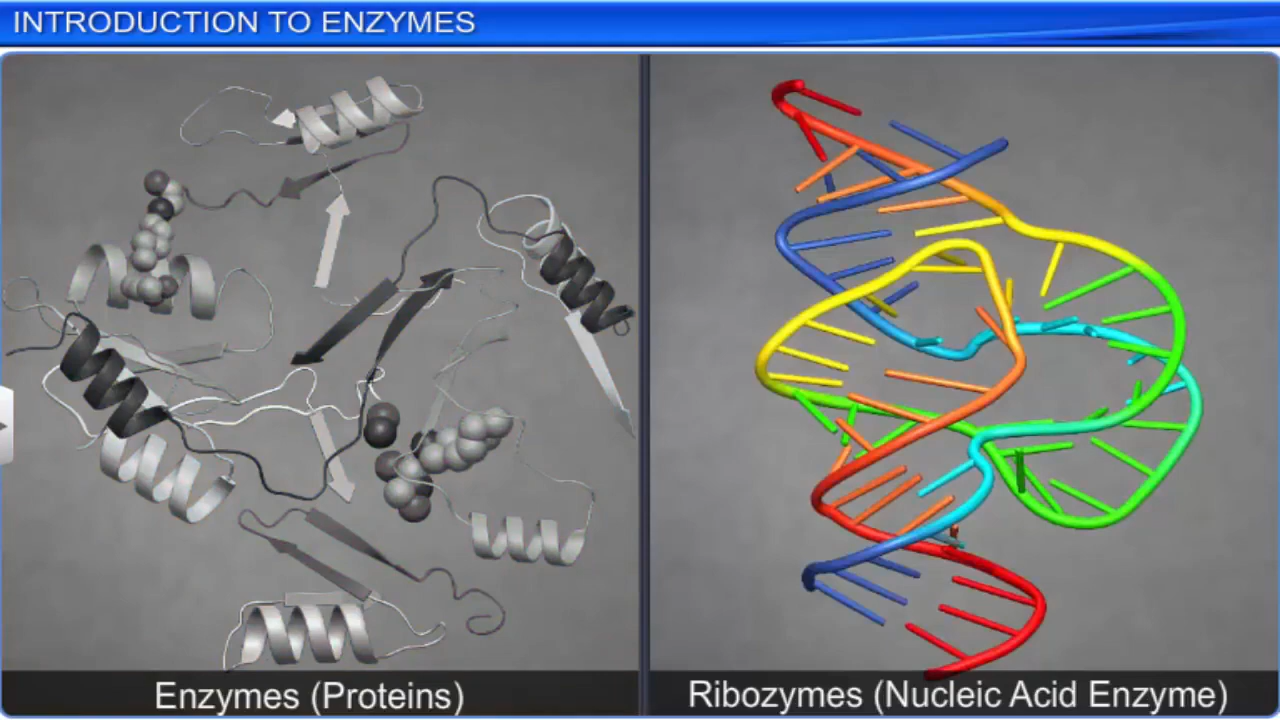 INTRODUCTION TO ENZYMES
Enzymes (Proteins)
Ribozymes (Nucleic Acid Enzyme)